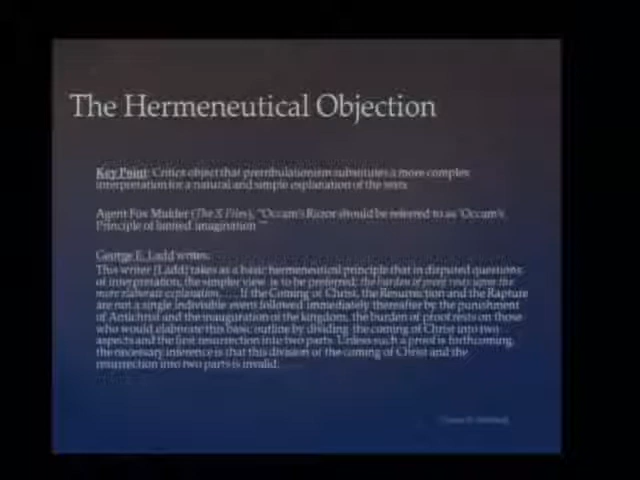 The Hermeneutical Objection
Key Point: Critics object that pretribulationism substitutes a more complex
interpretation for a natural and simple explanation of the texts
Agent Fox Mulder (The X Files), "Occam's Razor should be referred to as 'Occam's
Principle of limited imagination'"
George E. Ladd writes:
This writer [Ladd] takes as a basic hermeneutical principle that in disputed questions
of interpretation, the simpler view is to be preferred; the burden of proof rests upon the
more elaborate explanation. . . . If the Coming of Christ, the Resurrection and the Rapture
are not a single indivisible event followed immediately thereafter by the punishment
of Antichrist and the inauguration of the kingdom, the burden of proof rests on those
who would elaborate this basic outline by dividing the coming of Christ into two
aspects and the first resurrection into two parts. Unless such a proof is forthcoming,
the necessary inference is that this division of the coming of Christ and the
resurrection into two parts is invalid.